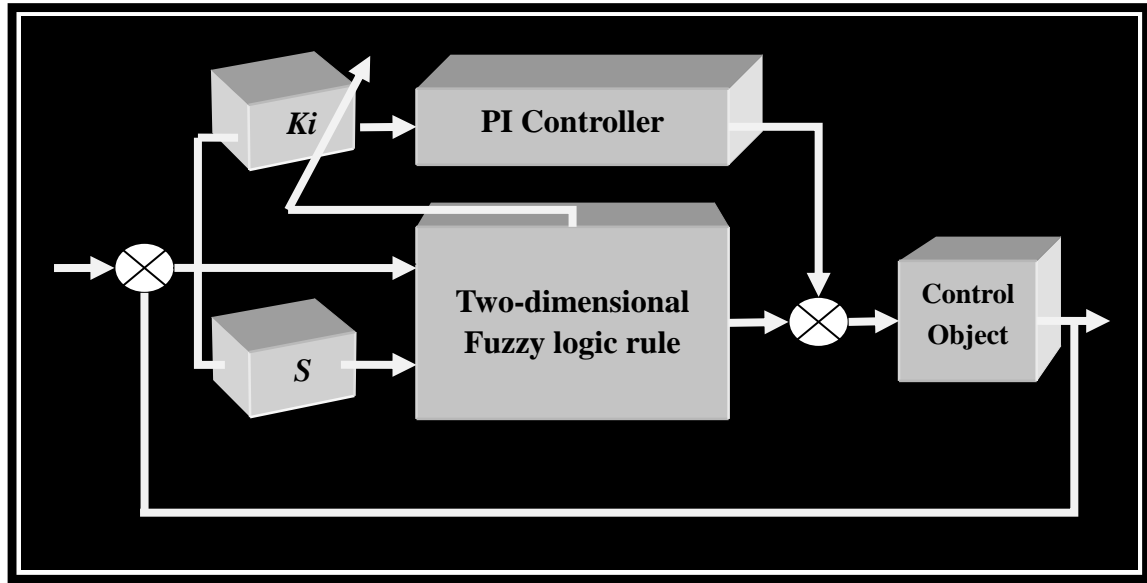 Ki
PI Controller
Two-dimensional
Fuzzy logic rule
S
Control
Object